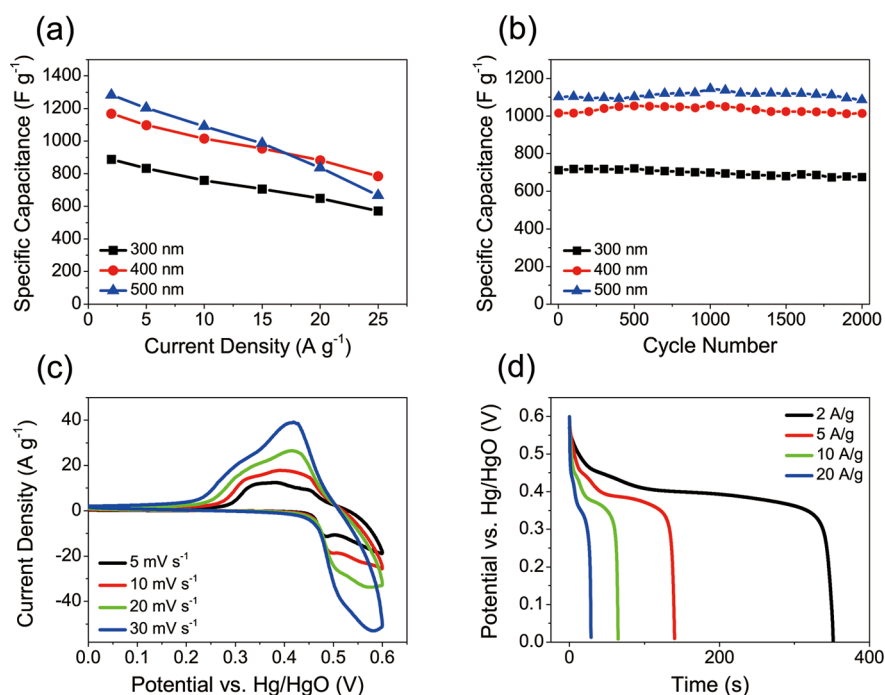 (a)
Specific Capacitance (F g⁻¹)
1400
1200
1000
800
600
400
200
0
300 nm
400 nm
500 nm
5
10
15
20
25
Current Density (A g⁻¹)
(b)
Specific Capacitance (F g⁻¹)
1200
1000
800
600
400
200
0
300 nm
400 nm
500 nm
0
500
1000
1500
2000
Cycle Number
(c)
Current Density (A g⁻¹)
40
20
0
-20
-40
5 mV s⁻¹
10 mV s⁻¹
20 mV s⁻¹
30 mV s⁻¹
0.0
0.1
0.2
0.3
0.4
0.5
0.6
Potential vs. Hg/HgO (V)
(d)
Potential vs. Hg/HgO (V)
0.6
0.5
0.4
0.3
0.2
0.1
0.0
2 A/g
5 A/g
10 A/g
20 A/g
0
200
400
Time (s)